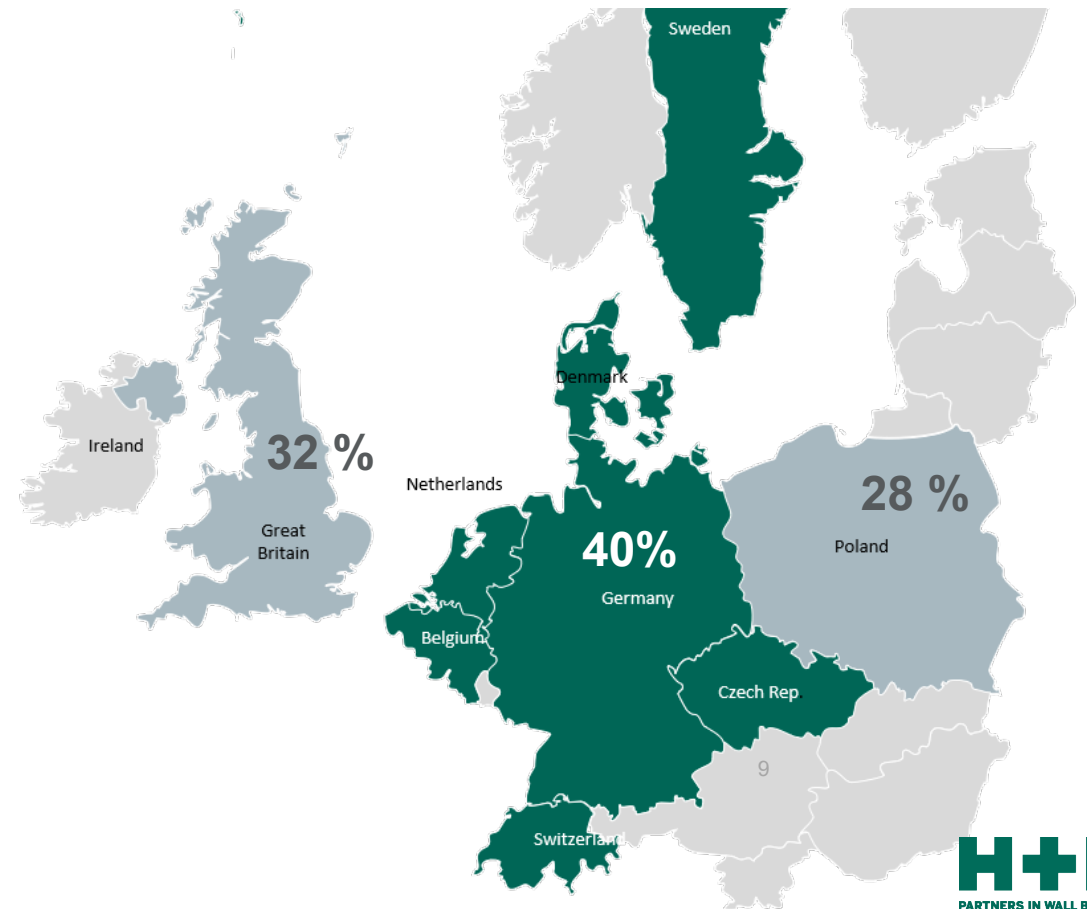 Sweden
Denmark
Ireland
32 %
Netherlands
28 %
Great
Britain
40%
Poland
Germany
Belgium
Czech Rep.
9
Switzerland
H+
PARTNERS IN WALL B